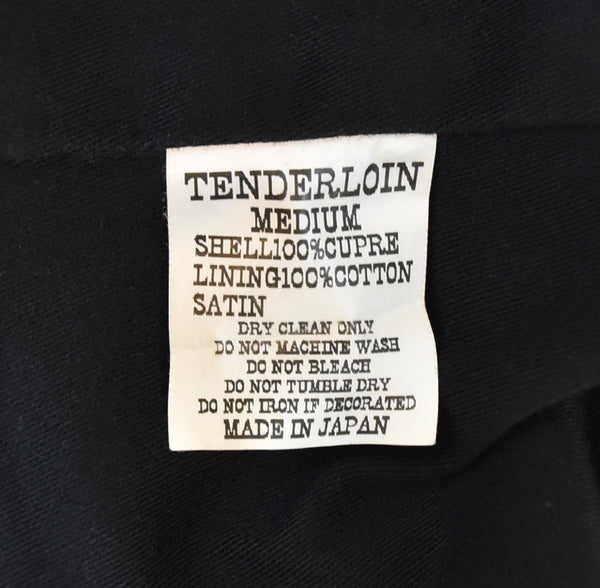 TENDERLOIN
MEDIUM
SHELL100%CUPRE
LINING100%COTTON
SATIN
DRY CLEAN ONLY
DO NOT MACHINE WASH
DO NOT BLEACH
DO NOT TUMBLE DRY
DO NOT IRON IF DECORATED
MADE IN JAPAN